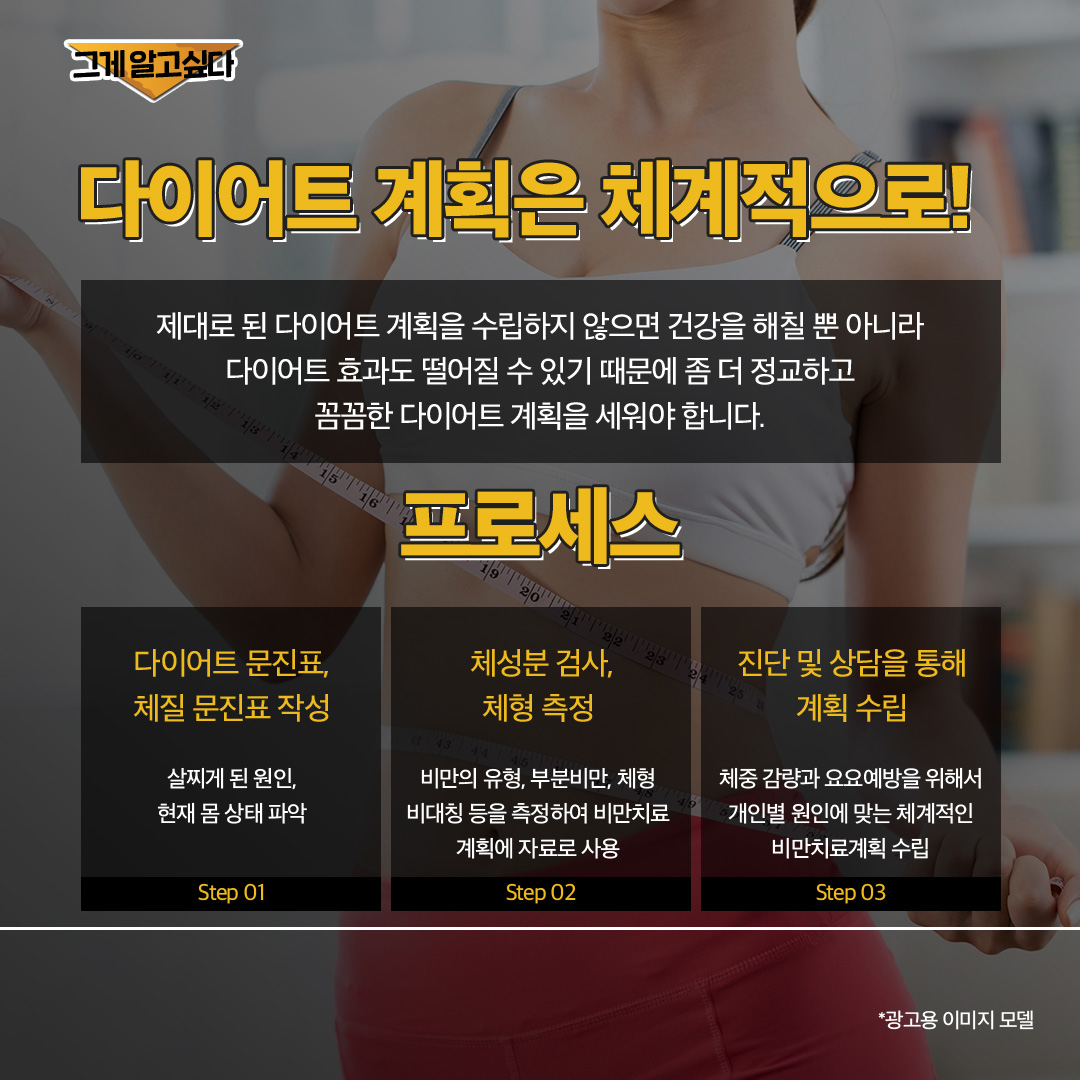 그게 알고싶다
다이어트 계획은 체계적으로!
제대로 된 다이어트 계획을 수립하지 않으면 건강을 해칠 뿐 아니라
다이어트 효과도 떨어질 수 있기 때문에 좀 더 정교하고
꼼꼼한 다이어트 계획을 세워야 합니다.
프로세스
다이어트 문진표,
체질 문진표 작성
살찌게 된 원인,
현재 몸 상태 파악
Step 01
체성분 검사,
체형 측정
비만의 유형, 부분비만, 체형
비대칭 등을 측정하여 비만치료
계획에 자료로 사용
Step 02
진단 및 상담을 통해
계획 수립
체중 감량과 요요예방을 위해서
개인별 원인에 맞는 체계적인
비만치료계획 수립
Step 03
*광고용 이미지 모델
13 14 15 16 19 20 21 22 23 24 25